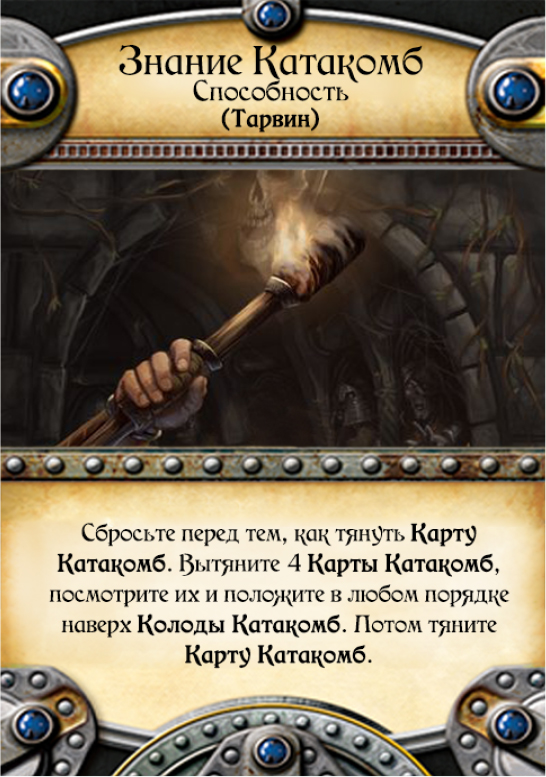 Знание Катакомб
Способность
(Тарвин)
Сбросьте перед тем, как тянуть Карту
Катакомб. Вытяните 4 Карты Катакомб,
посмотрите их и положите в любом порядке
наверх Колоды Катакомб. Потом тяните
Карту Катакомб.